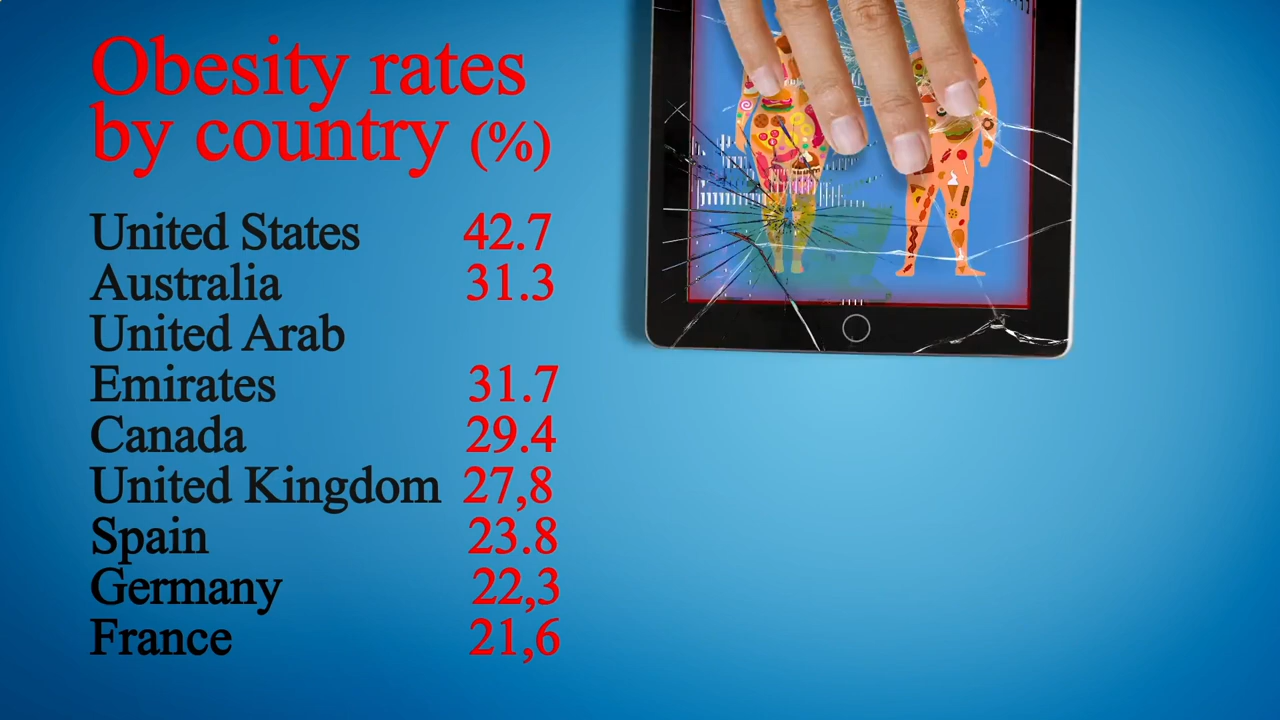 Obesity rates
by country (%)
United States 42.7
Australia 31.3
United Arab
Emirates 31.7
Canada 29.4
United Kingdom 27,8
Spain 23.8
Germany 22,3
France 21,6